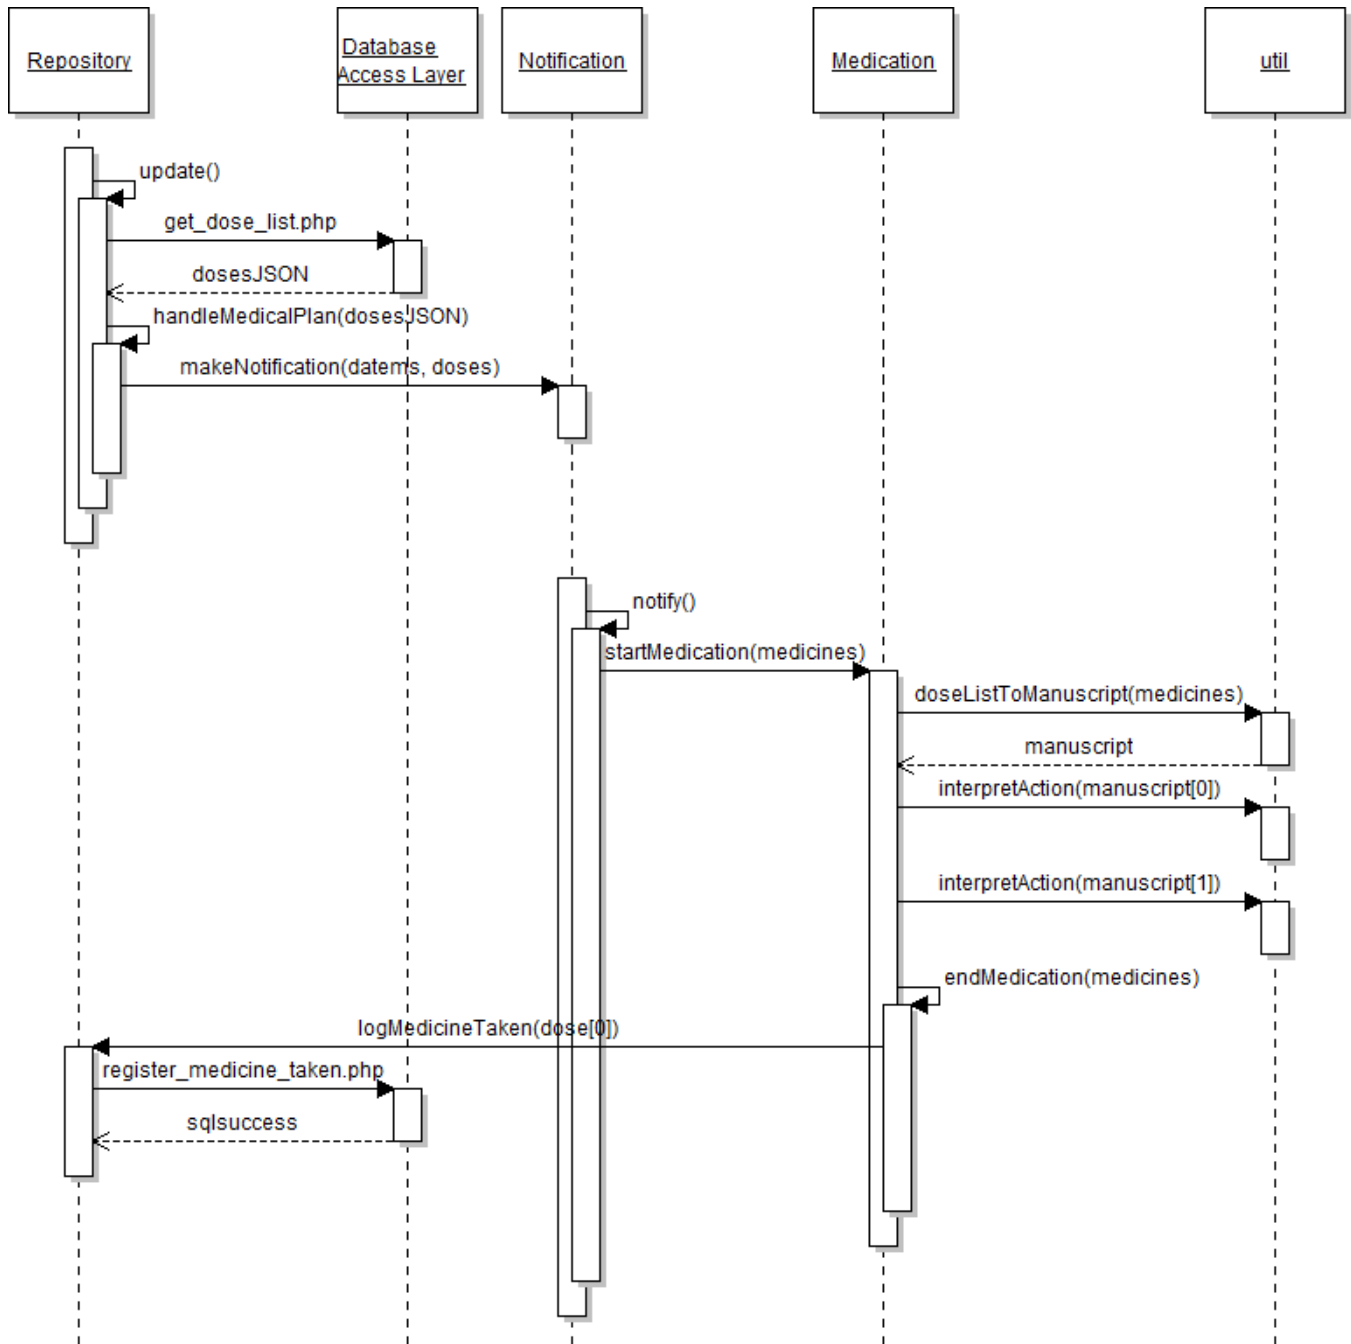 Repository
Database
Access Layer
Notification
Medication
util
update()
get_dose_list.php
dosesJSON
handleMedicalPlan(dosesJSON)
makeNotification(datems, doses)
notify()
startMedication(medicines)
doseListToManuscript(medicines)
manuscript
interpretAction(manuscript[0])
interpretAction(manuscript[1])
endMedication(medicines)
logMedicineTaken(dose[0])
register_medicine_taken.php
sqlsuccess